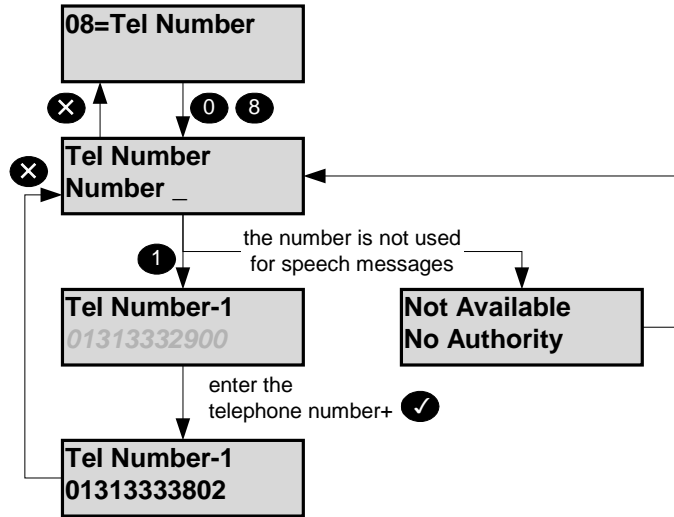 08=Tel Number
0 8
Tel Number
Number _
the number is not used
for speech messages
1
Tel Number-1
01313332900
Not Available
No Authority
enter the
telephone number+
Tel Number-1
01313333802